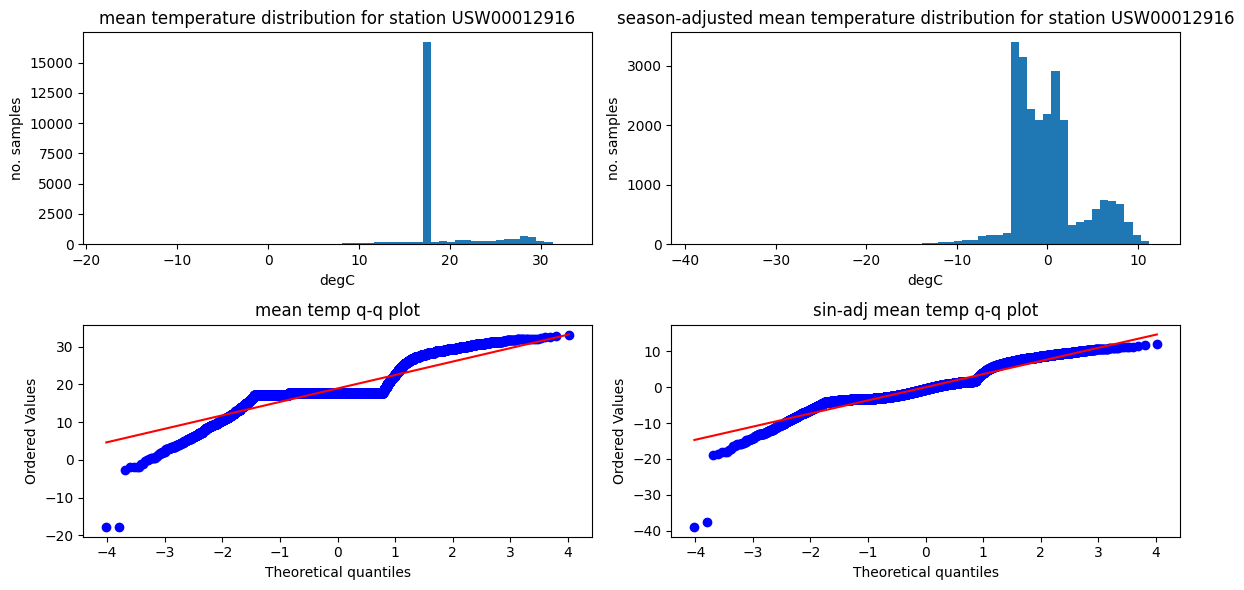 mean temperature distribution for station USW00012916
no. samples
15000
12500
10000
7500
5000
2500
0
−20 −10 0 10 20 30
degC
season-adjusted mean temperature distribution for station USW00012916
no. samples
3000
2000
1000
0
−40 −30 −20 −10 0 10
degC
mean temp q-q plot
Ordered Values
30
20
10
0
−10
−20
−4 −3 −2 −1 0 1 2 3 4
Theoretical quantiles
sin-adj mean temp q-q plot
Ordered Values
10
0
−10
−20
−30
−40
−4 −3 −2 −1 0 1 2 3 4
Theoretical quantiles